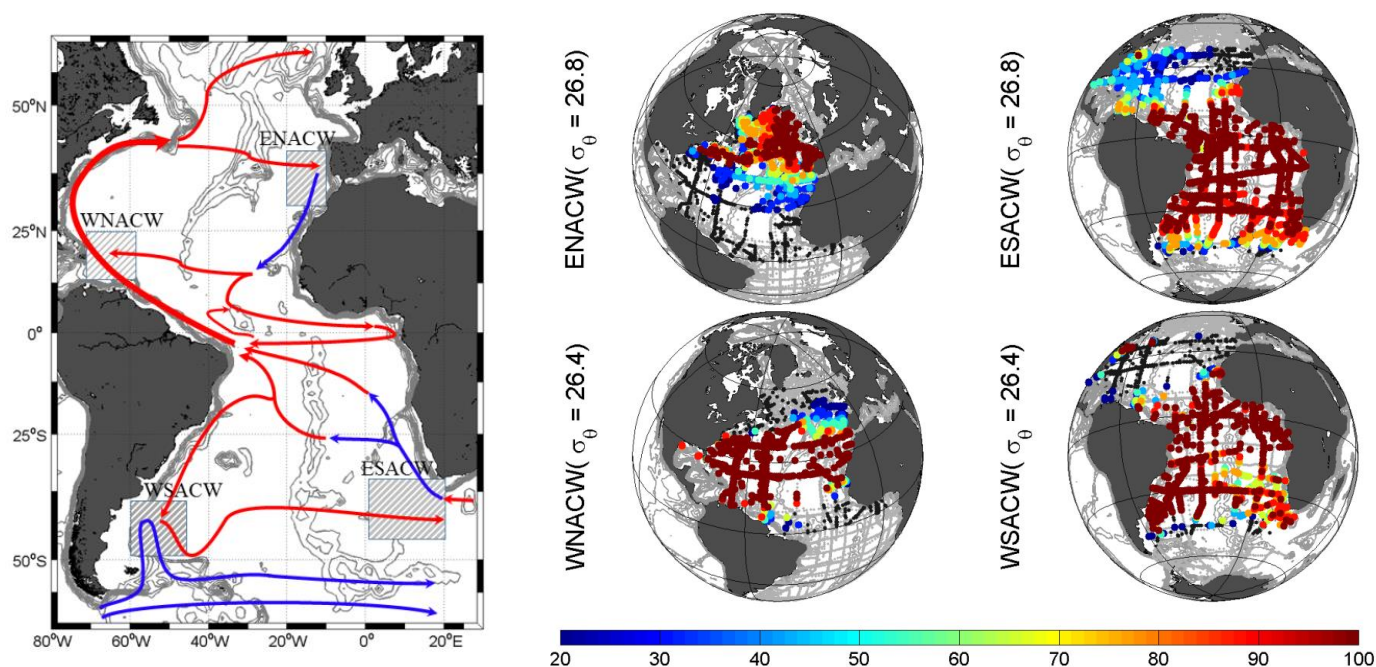 50°N
25°N
0°
25°S
50°S
80°W
60°W
40°W
20°W
0°
20°E
ENACW
WNACW
ESACW
WSACW
ENACW( σθ = 26.8)
ESACW( σθ = 26.8)
WNACW( σθ = 26.4)
WSACW( σθ = 26.4)
20
30
40
50
60
70
80
90
100